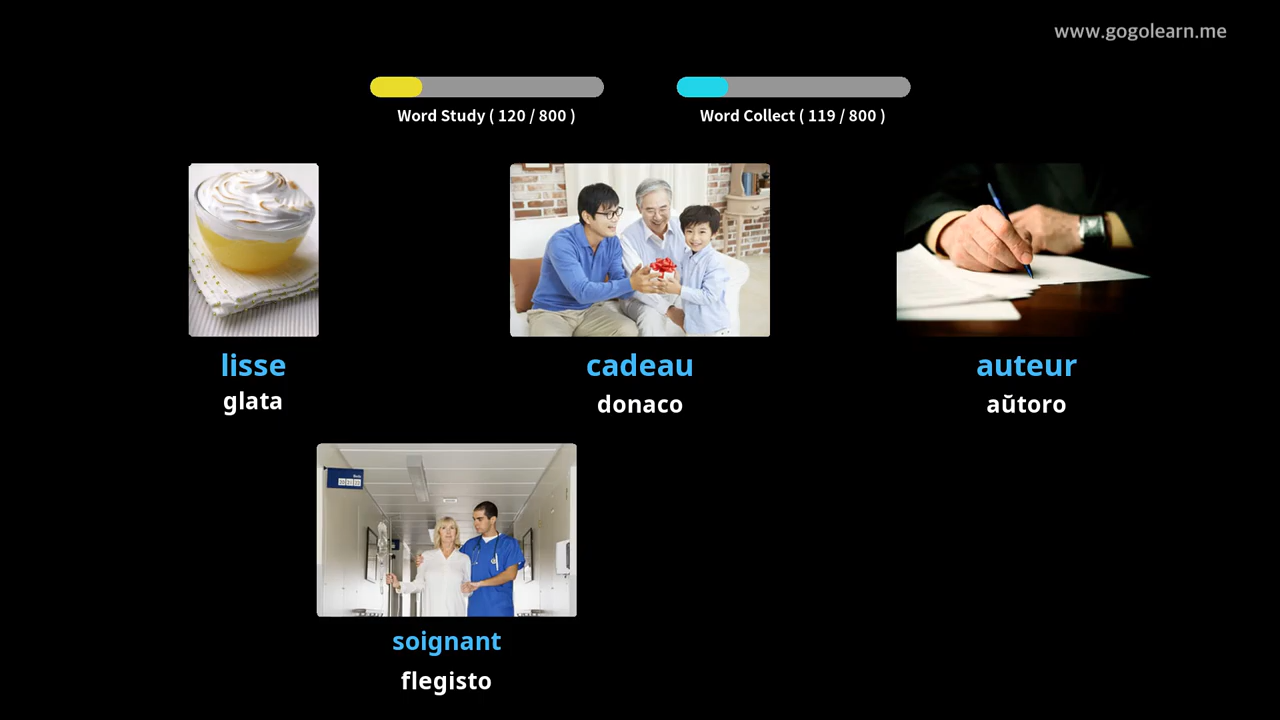 www.gogolearn.me
Word Study ( 120 / 800 )
Word Collect ( 119 / 800 )
lisse
glata
cadeau
donaco
auteur
aŭtoro
soignant
flegisto